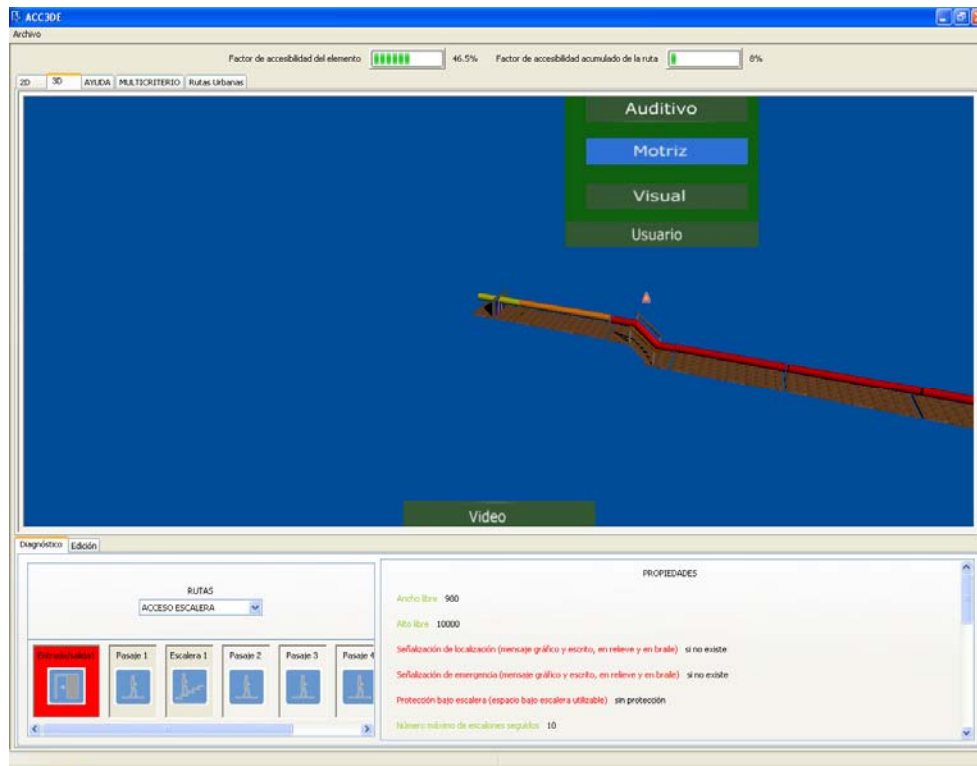 ACC3DE
Archivo
Factor de accesibilidad del elemento 46.5% Factor de accesibilidad acumulado de la ruta 8%
2D 3D AYUDA MULTICRITERIO Rutas Urbanas
Auditivo
Motriz
Visual
Usuario
Video
Diagnóstico Edición
RUTAS
ACCESO ESCALERA
Entrada/salida1 Pasaje 1 Escalera 1 Pasaje 2 Pasaje 3 Pasaje 4
PROPIEDADES
Ancho libre 980
Alto libre 10000
Señalización de localización (mensaje gráfico y escrito, en relieve y en braile) si no existe
Señalización de emergencia (mensaje gráfico y escrito, en relieve y en braile) si no existe
Protección bajo escalera (espacio bajo escalera utilizable) sin protección
Número máximo de escalones seguidos 10